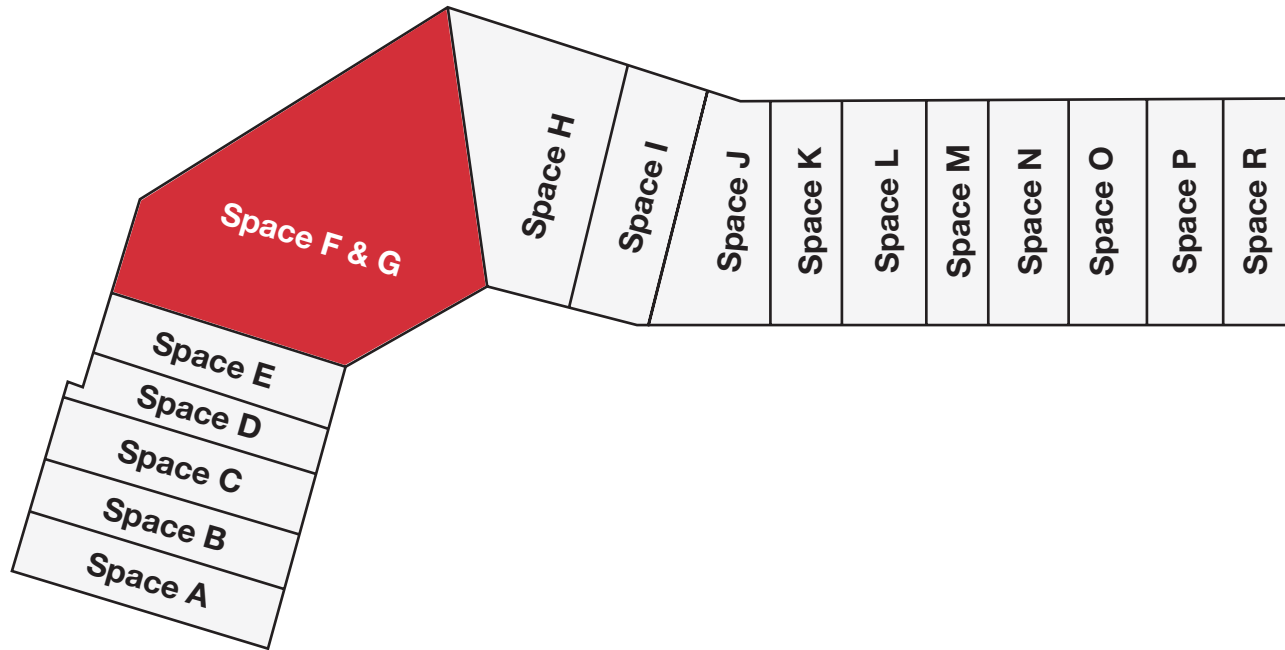 Space A
Space B
Space C
Space D
Space E
Space F & G
Space H
Space I
Space J
Space K
Space L
Space M
Space N
Space O
Space P
Space R